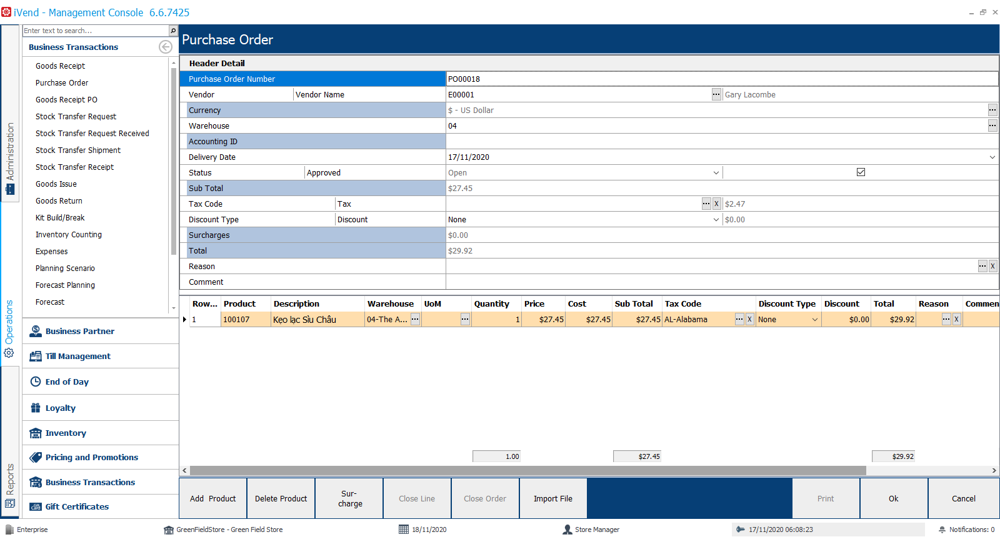 iVend - Management Console 6.6.7425
Enter text to search...
Business Transactions
Goods Receipt
Purchase Order
Goods Receipt PO
Stock Transfer Request
Stock Transfer Request Received
Stock Transfer Shipment
Stock Transfer Receipt
Goods Issue
Goods Return
Kit Build/Break
Inventory Counting
Expenses
Planning Scenario
Forecast Planning
Forecast
Business Partner
Till Management
End of Day
Loyalty
Inventory
Pricing and Promotions
Business Transactions
Gift Certificates
Administration
Operations
Reports
Purchase Order
Header Detail
Purchase Order Number PO00018
Vendor Vendor Name E00001 ... Gary Lacombe
Currency $ - US Dollar ...
Warehouse 04 ...
Accounting ID
Delivery Date 17/11/2020
Status Approved Open
Sub Total $27.45
Tax Code Tax ... X $2.47
Discount Type Discount None $0.00
Surcharges $0.00
Total $29.92
Reason ... X
Comment
Row... Product Description Warehouse UoM Quantity Price Cost Sub Total Tax Code Discount Type Discount Total Reason Commen
1 100107 Kẹo lạc Sìu Châu 04-The A... ... ... 1 $27.45 $27.45 $27.45 AL-Alabama ... X None $0.00 $29.92 ... X
1.00 $27.45 $29.92
Add Product Delete Product Sur-charge Close Line Close Order Import File Print Ok Cancel
Enterprise GreenFieldStore - Green Field Store 18/11/2020 Store Manager 17/11/2020 06:08:23 Notifications: 0